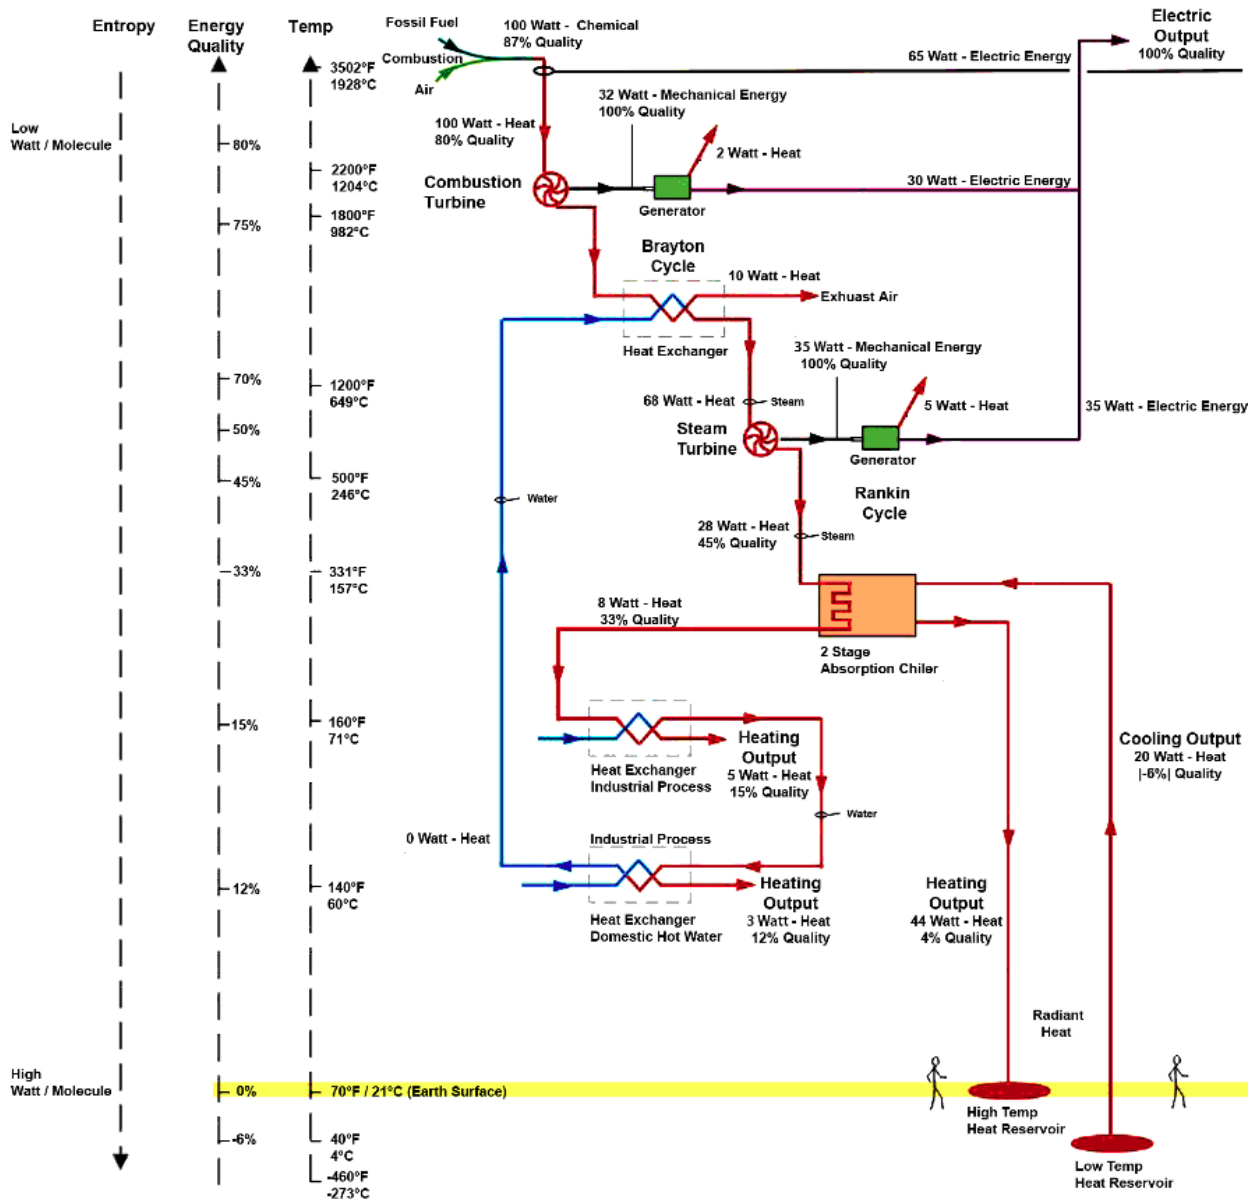 Entropy
Energy
Quality
Temp
Low
Watt / Molecule
High
Watt / Molecule
80%
75%
70%
50%
45%
33%
15%
12%
0%
-6%
3502°F
1928°C
2200°F
1204°C
1800°F
982°C
1200°F
649°C
500°F
246°C
331°F
157°C
160°F
71°C
140°F
60°C
70°F / 21°C (Earth Surface)
40°F
4°C
-460°F
-273°C
Fossil Fuel
Combustion
Air
100 Watt - Chemical
87% Quality
65 Watt - Electric Energy
Electric
Output
100% Quality
100 Watt - Heat
80% Quality
32 Watt - Mechanical Energy
100% Quality
2 Watt - Heat
Combustion
Turbine
Generator
30 Watt - Electric Energy
Brayton
Cycle
10 Watt - Heat
Exhuast Air
Heat Exchanger
35 Watt - Mechanical Energy
100% Quality
68 Watt - Heat
Steam
5 Watt - Heat
35 Watt - Electric Energy
Steam
Turbine
Generator
Rankin
Cycle
Water
28 Watt - Heat
45% Quality
Steam
8 Watt - Heat
33% Quality
2 Stage
Absorption Chiler
Heat Exchanger
Industrial Process
Heating
Output
5 Watt - Heat
15% Quality
Cooling Output
20 Watt - Heat
|-6%| Quality
Water
0 Watt - Heat
Industrial Process
Heat Exchanger
Domestic Hot Water
Heating
Output
3 Watt - Heat
12% Quality
Heating
Output
44 Watt - Heat
4% Quality
Radiant
Heat
High Temp
Heat Reservoir
Low Temp
Heat Reservoir